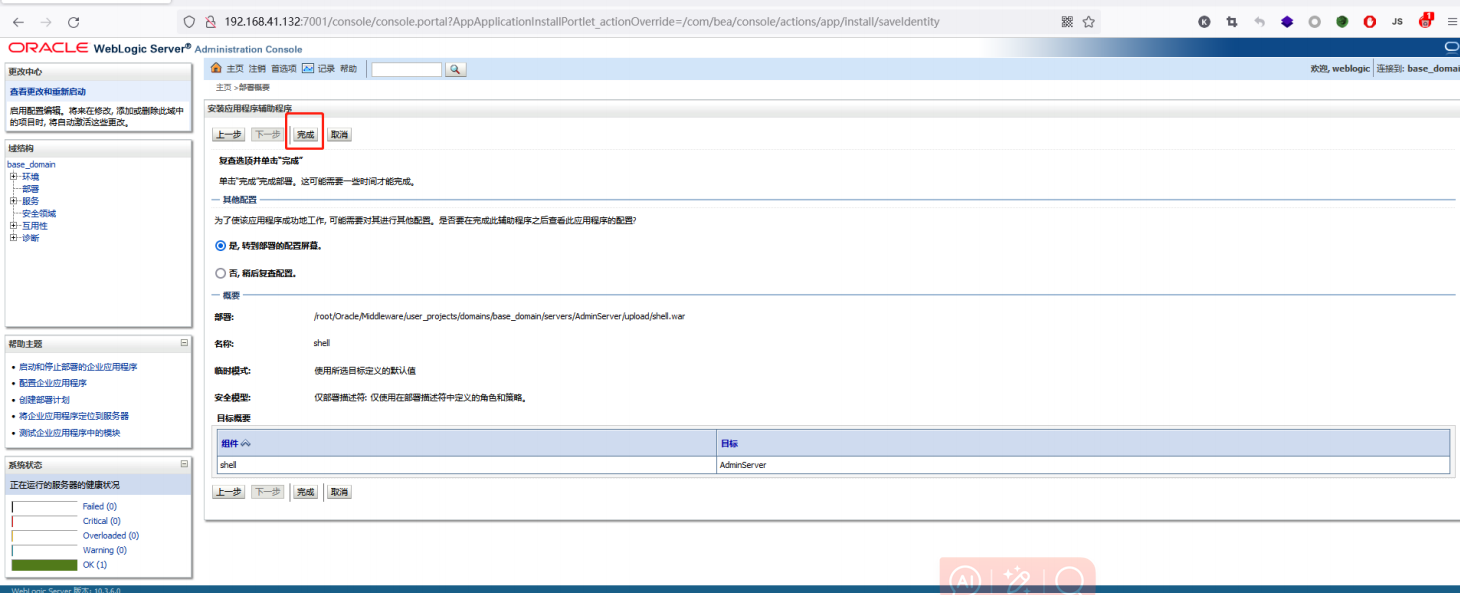 192.168.41.132:7001/console/console.portal?AppApplicationInstallPortlet_actionOverride=/com/bea/console/actions/app/install/saveIdentity
K JS 1
ORACLE WebLogic Server® Administration Console
更改中心
查看更改和重新启动
启用配置编辑。将来在修改, 添加或删除此域中
的项目时, 将自动激活这些更改。
域结构
base_domain
环境
部署
服务
安全领域
互用性
诊断
帮助主题
启动和停止部署的企业应用程序
配置企业应用程序
创建部署计划
将企业应用程序定位到服务器
测试企业应用程序中的模块
系统状态
正在运行的服务器的健康状况
Failed (0)
Critical (0)
Overloaded (0)
Warning (0)
OK (1)
主页 注销 首选项 记录 帮助
欢迎, weblogic 连接到: base_domai
主页 >部署概要
安装应用程序辅助程序
上一步 下一步 完成 取消
复查选项并单击“完成”
单击“完成”完成部署。这可能需要一些时间才能完成。
其他配置
为了使该应用程序成功地工作, 可能需要对其进行其他配置。是否要在完成此辅助程序之后查看此应用程序的配置?
是, 转到部署的配置屏幕。
否, 稍后复查配置。
概要
部署: /root/Oracle/Middleware/user_projects/domains/base_domain/servers/AdminServer/upload/shell.war
名称: shell
临时模式: 使用所选目标定义的默认值
安全模型: 仅部署描述符: 仅使用在部署描述符中定义的角色和策略。
目标概要
组件 目标
shell AdminServer
上一步 下一步 完成 取消
AI
WebLogic Server 版本: 10.3.6.0